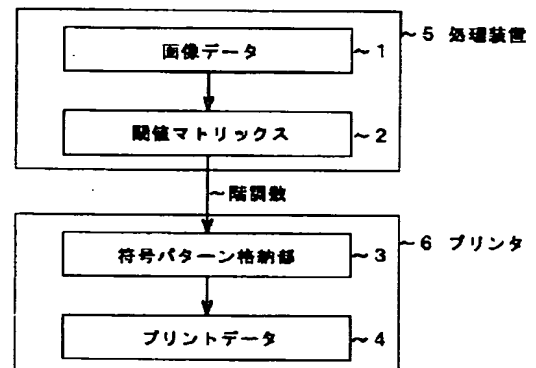 ~5 処理装置
画像データ ~1
閾値マトリックス ~2
~階調数
符号パターン格納部 ~3
~6 プリンタ
プリントデータ ~4